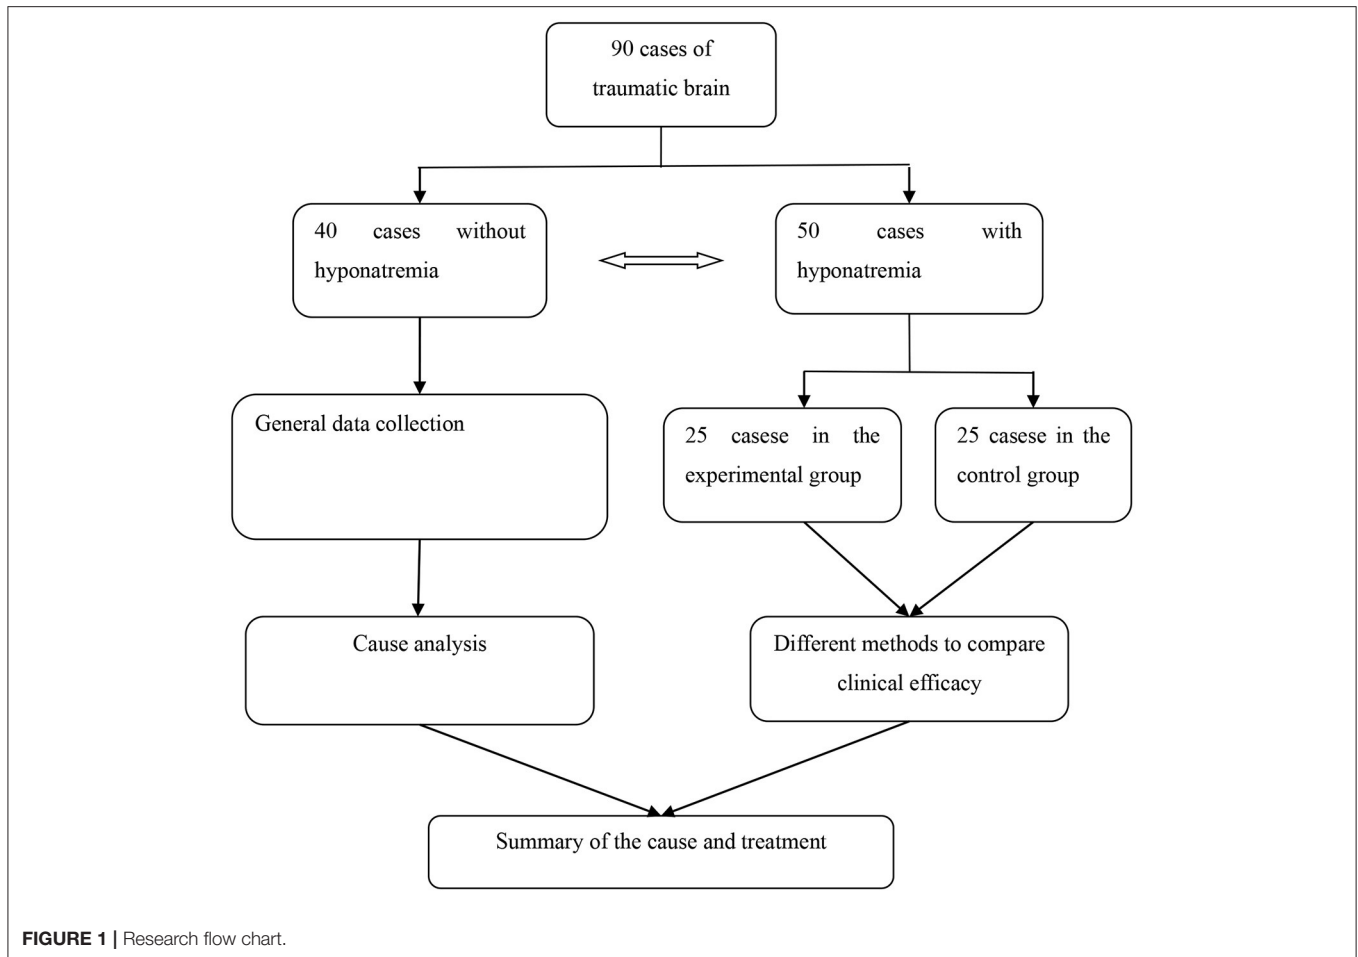 90 cases of
traumatic brain
40 cases without
hyponatremia
50 cases with
hyponatremia
General data collection
25 casese in the
experimental group
25 casese in the
control group
Cause analysis
Different methods to compare
clinical efficacy
Summary of the cause and treatment
FIGURE 1 | Research flow chart.